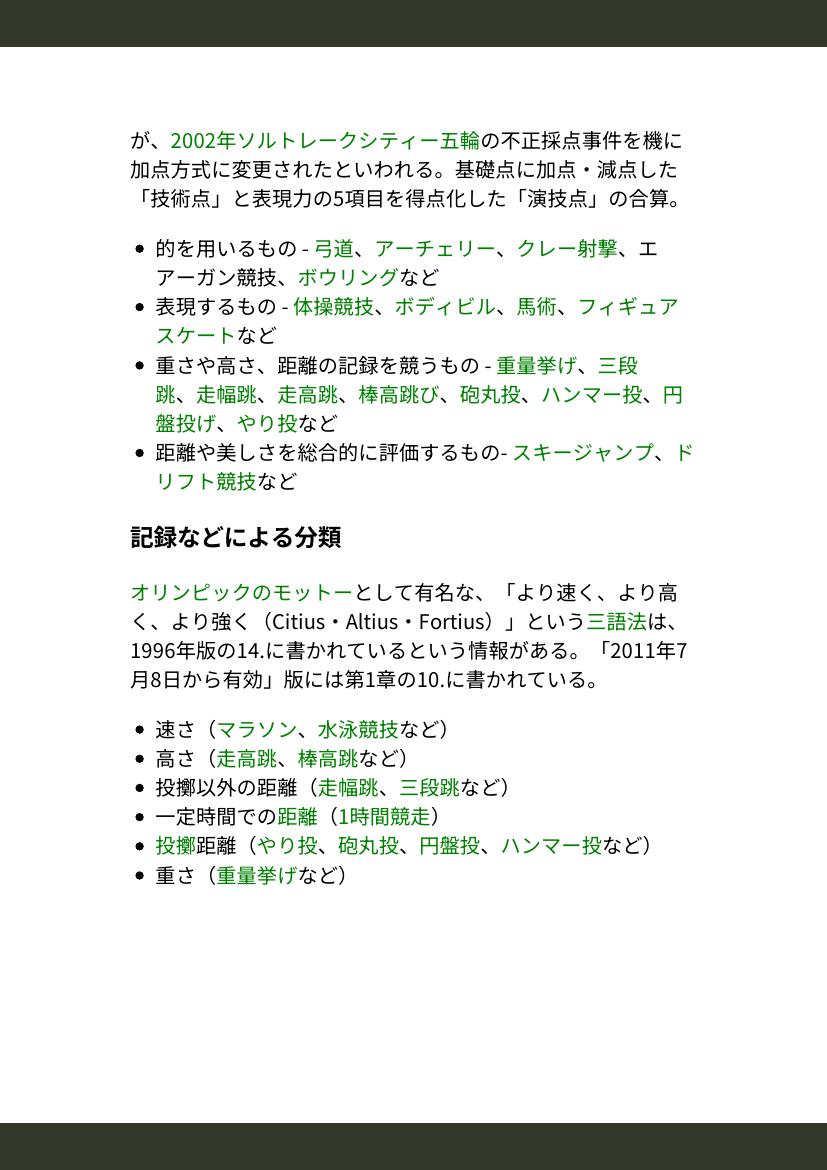 が、2002年ソルトレークシティー五輪の不正採点事件を機に
加点方式に変更されたといわれる。基礎点に加点・減点した
「技術点」と表現力の5項目を得点化した「演技点」の合算。
的を用いるもの - 弓道、アーチェリー、クレー射撃、エ
アーガン競技、ボウリングなど
表現するもの - 体操競技、ボディビル、馬術、フィギュア
スケートなど
重さや高さ、距離の記録を競うもの - 重量挙げ、三段
跳、走幅跳、走高跳、棒高跳び、砲丸投、ハンマー投、円
盤投げ、やり投など
距離や美しさを総合的に評価するもの- スキージャンプ、ド
リフト競技など
記録などによる分類
オリンピックのモットーとして有名な、「より速く、より高
く、より強く（Citius・Altius・Fortius）」という三語法は、
1996年版の14.に書かれているという情報がある。「2011年7
月8日から有効」版には第1章の10.に書かれている。
速さ（マラソン、水泳競技など）
高さ（走高跳、棒高跳など）
投擲以外の距離（走幅跳、三段跳など）
一定時間での距離（1時間競走）
投擲距離（やり投、砲丸投、円盤投、ハンマー投など）
重さ（重量挙げなど）